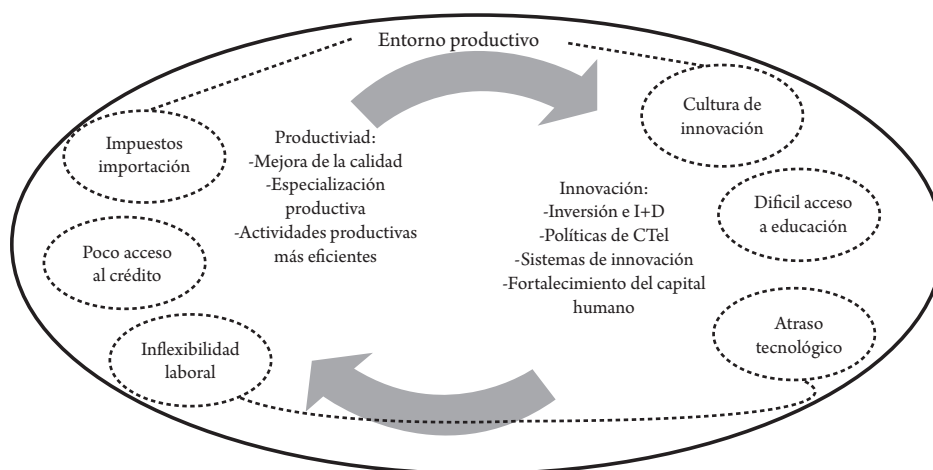 Entorno productivo
Impuestos
importación
Productiviad:
-Mejora de la calidad
-Especialización
productiva
-Actividades productivas
más eficientes
Poco acceso
al crédito
Inflexibilidad
laboral
Cultura de
innovación
Innovación:
-Inversión e I+D
-Políticas de CTel
-Sistemas de innovación
-Fortalecimiento del capital
humano
Dificil acceso
a educación
Atraso
tecnológico